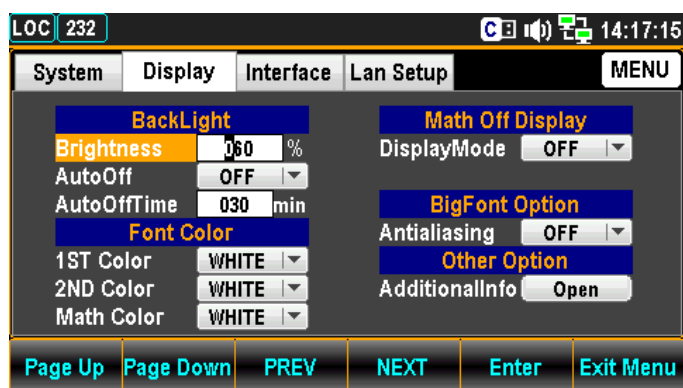 LOC 232 C 14:17:15
System Display Interface Lan Setup MENU
BackLight
Brightness 060 %
AutoOff OFF
AutoOffTime 030 min
Font Color
1ST Color WHITE
2ND Color WHITE
Math Color WHITE
Math Off Display
DisplayMode OFF
BigFont Option
Antialiasing OFF
Other Option
AdditionalInfo Open
Page Up Page Down PREV NEXT Enter Exit Menu